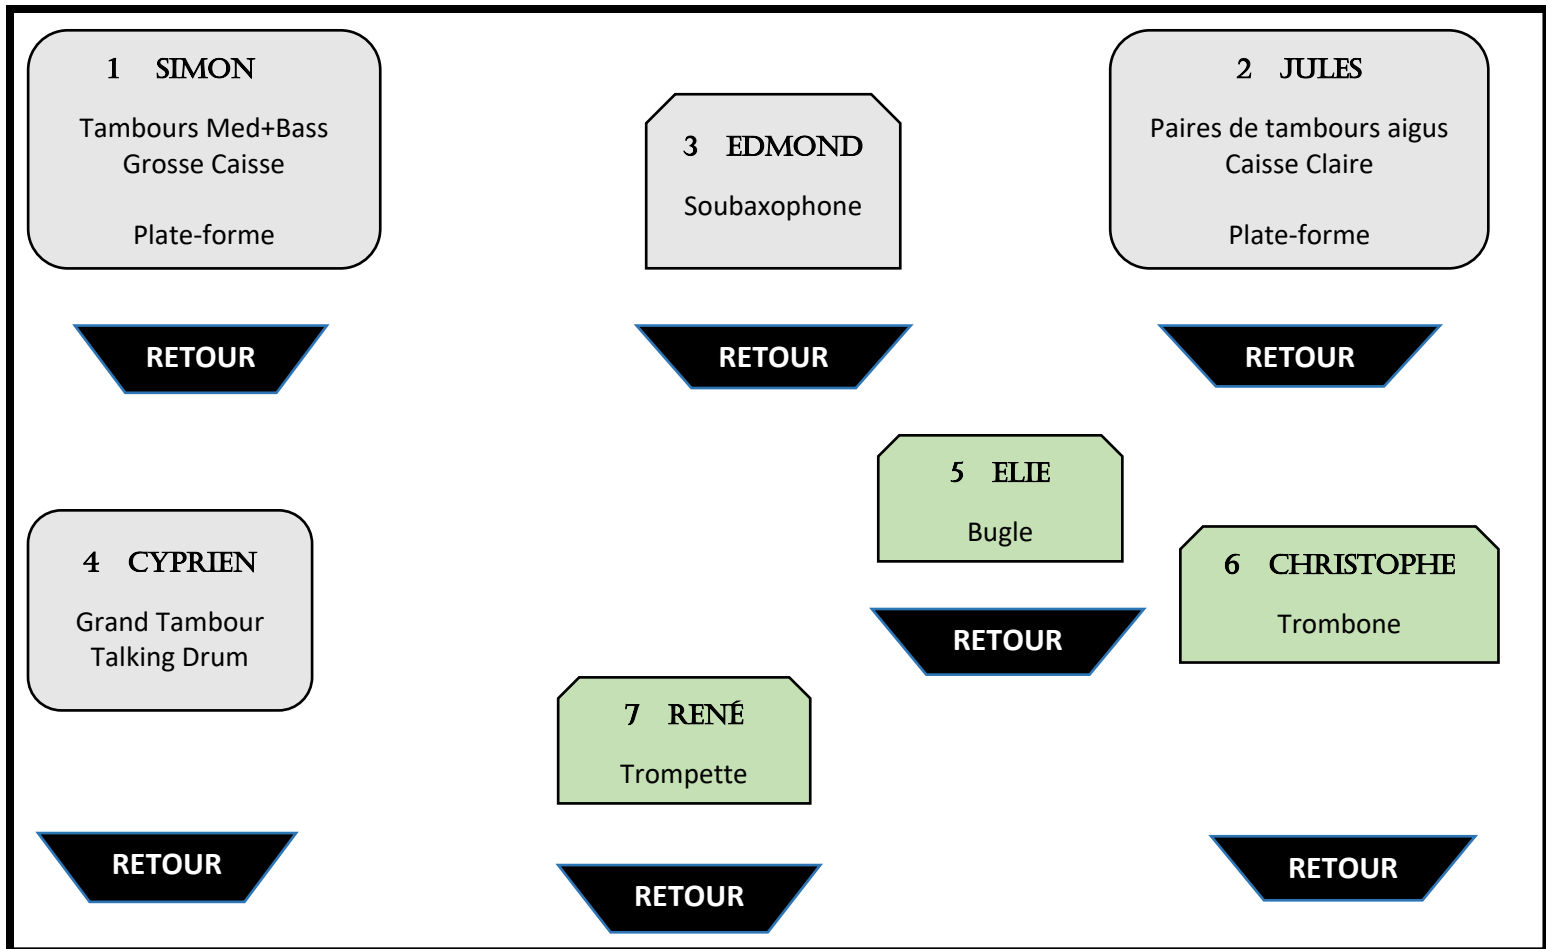 1 SIMON
Tambours Med+Bass
Grosse Caisse
Plate-forme
2 JULES
Paires de tambours aigus
Caisse Claire
Plate-forme
3 EDMOND
Soubaxophone
RETOUR
RETOUR
RETOUR
5 ELIE
Bugle
4 CYPRIEN
Grand Tambour
Talking Drum
6 CHRISTOPHE
Trombone
RETOUR
7 RENÉ
Trompette
RETOUR
RETOUR
RETOUR